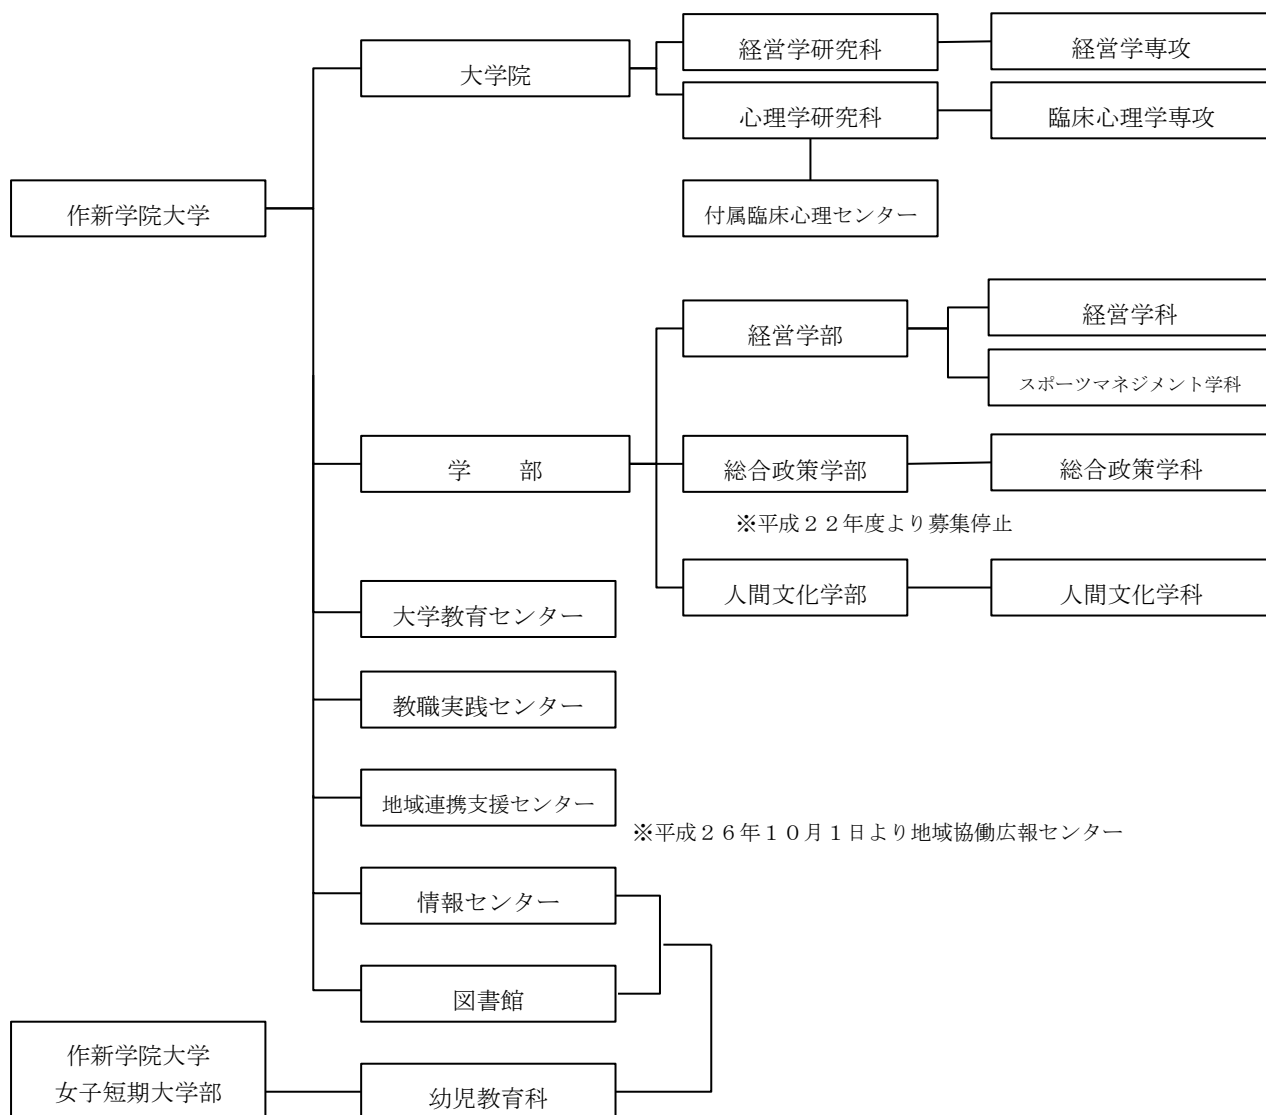 大学院
経営学研究科
経営学専攻
心理学研究科
臨床心理学専攻
作新学院大学
付属臨床心理センター
経営学部
経営学科
スポーツマネジメント学科
学　　部
総合政策学部
総合政策学科
※平成２２年度より募集停止
人間文化学部
人間文化学科
大学教育センター
教職実践センター
地域連携支援センター
※平成２６年１０月１日より地域協働広報センター
情報センター
図書館
作新学院大学
女子短期大学部
幼児教育科